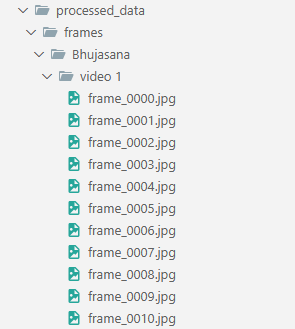 processed_data
frames
Bhujasana
video 1
frame_0000.jpg
frame_0001.jpg
frame_0002.jpg
frame_0003.jpg
frame_0004.jpg
frame_0005.jpg
frame_0006.jpg
frame_0007.jpg
frame_0008.jpg
frame_0009.jpg
frame_0010.jpg